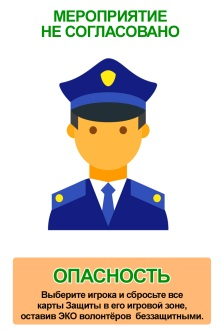 МЕРОПРИЯТИЕ
НЕ СОГЛАСОВАНО
ОПАСНОСТЬ
Выберите игрока и сбросьте все
карты Защиты в его игровой зоне,
оставив ЭКО волонтёров беззащитными.